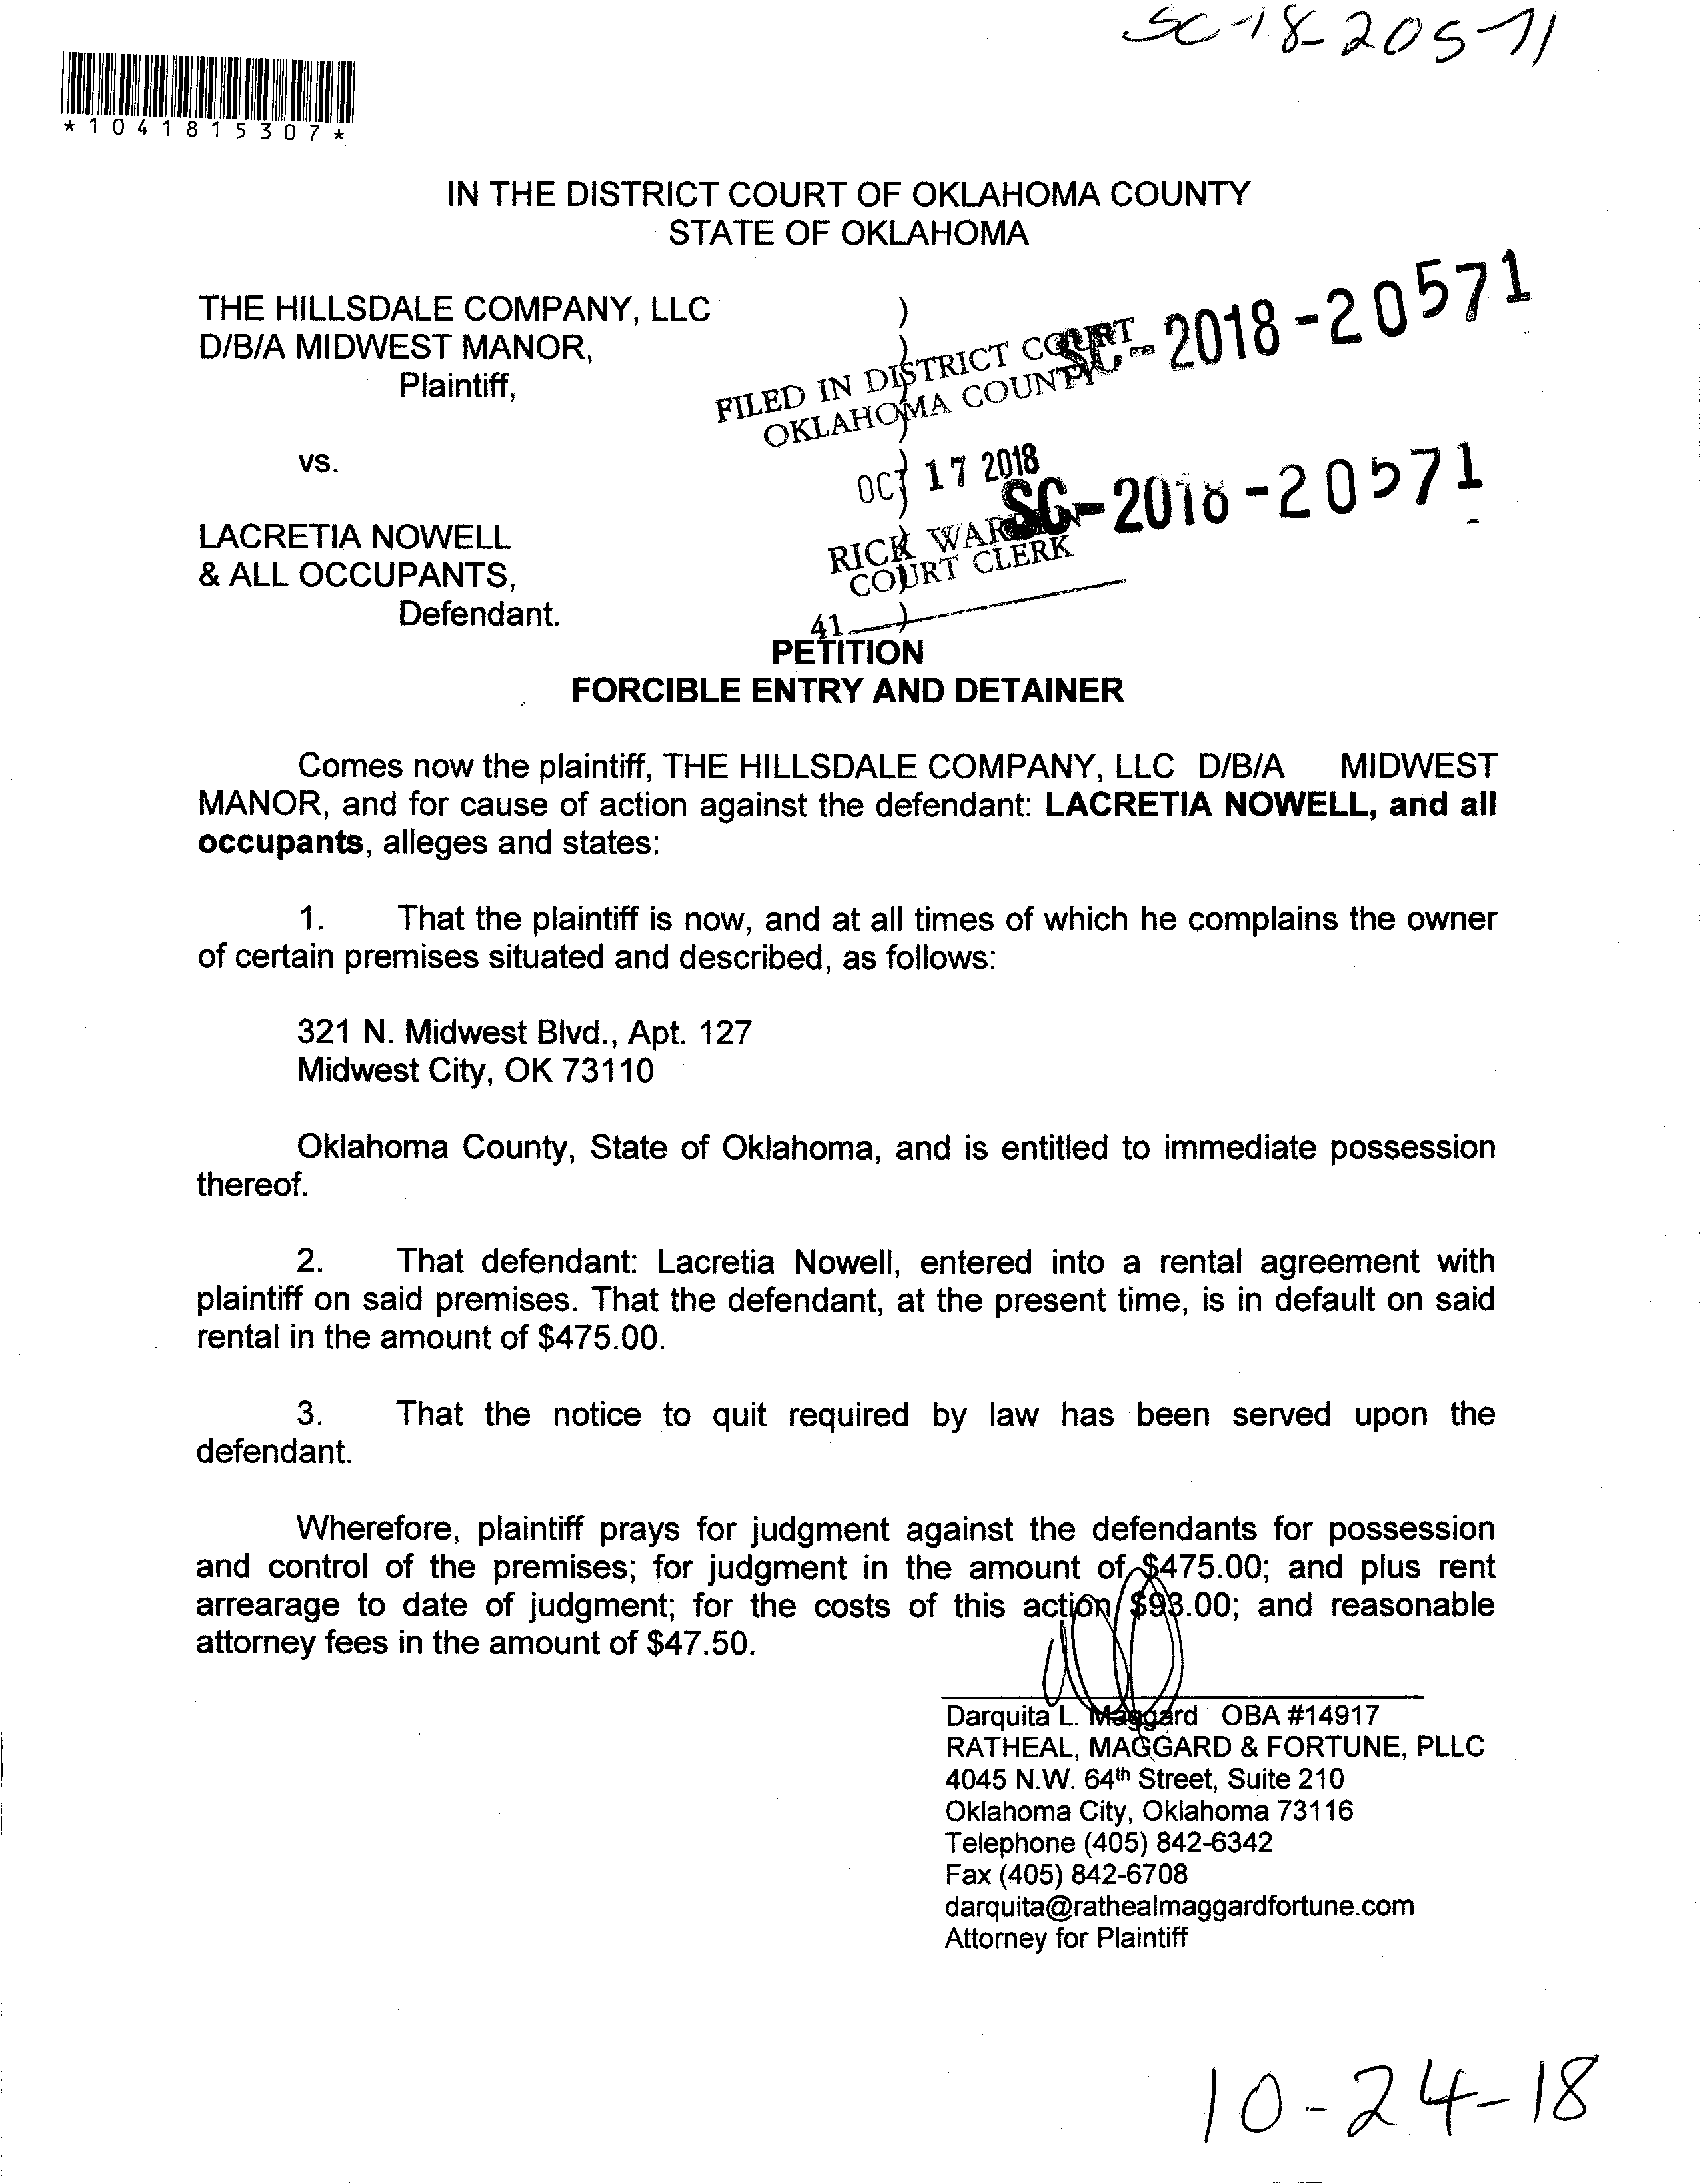 SC-18-20571
*1041815307*
IN THE DISTRICT COURT OF OKLAHOMA COUNTY
STATE OF OKLAHOMA
THE HILLSDALE COMPANY, LLC )
D/B/A MIDWEST MANOR, )
Plaintiff, )
SC-2018-20571
FILED IN DISTRICT COURT
OKLAHOMA COUNTY
vs. )
OCT 17 2018
SC-2018-20571
LACRETIA NOWELL )
& ALL OCCUPANTS, )
Defendant. )
RICK WARREN
COURT CLERK
41
PETITION
FORCIBLE ENTRY AND DETAINER
Comes now the plaintiff, THE HILLSDALE COMPANY, LLC D/B/A MIDWEST
MANOR, and for cause of action against the defendant: LACRETIA NOWELL, and all
occupants, alleges and states:
1. That the plaintiff is now, and at all times of which he complains the owner
of certain premises situated and described, as follows:
321 N. Midwest Blvd., Apt. 127
Midwest City, OK 73110
Oklahoma County, State of Oklahoma, and is entitled to immediate possession
thereof.
2. That defendant: Lacretia Nowell, entered into a rental agreement with
plaintiff on said premises. That the defendant, at the present time, is in default on said
rental in the amount of $475.00.
3. That the notice to quit required by law has been served upon the
defendant.
Wherefore, plaintiff prays for judgment against the defendants for possession
and control of the premises; for judgment in the amount of $475.00; and plus rent
arrearage to date of judgment; for the costs of this action $93.00; and reasonable
attorney fees in the amount of $47.50.
Darquita L. Maggard OBA #14917
RATHEAL, MAGGARD & FORTUNE, PLLC
4045 N.W. 64th Street, Suite 210
Oklahoma City, Oklahoma 73116
Telephone (405) 842-6342
Fax (405) 842-6708
darquita@rathealmaggardfortune.com
Attorney for Plaintiff
10-24-18